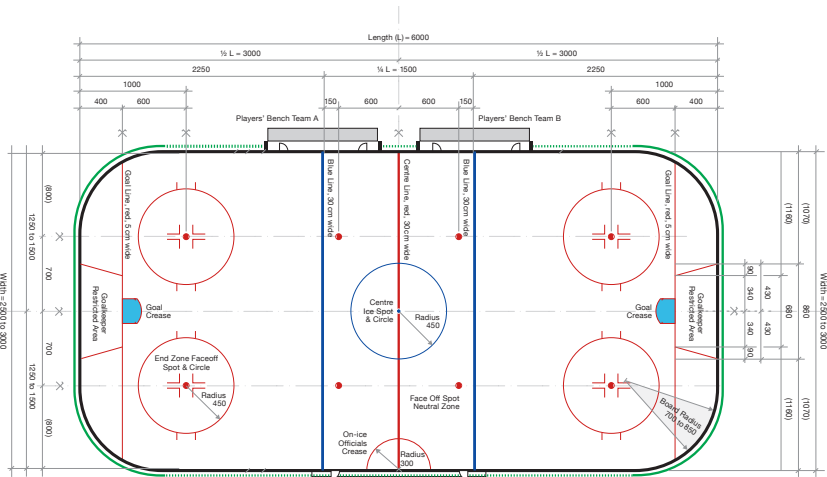 Length (L) = 6000
½ L = 3000
½ L = 3000
2250
¼ L = 1500
2250
1000
1000
400
600
150
600
600
150
600
400
Players' Bench Team A
Players' Bench Team B
Goal Line, red, 5 cm wide
Blue Line, 30 cm wide
Centre Line, red, 30cm wide
Blue Line, 30cm wide
Goal Line, red, 5 cm wide
Width = 2500 to 3000
1250 to 1500
1250 to 1500
(800)
700
700
(800)
Goalkeeper
Restricted Area
Goal
Crease
Centre
Ice Spot
& Circle
Radius
450
Goal
Crease
Goalkeeper
Restricted Area
End Zone Faceoff
Spot & Circle
Radius
450
Face Off Spot
Neutral Zone
On-ice
Officials
Crease
Radius
300
Board Radius
700 to 850
(1160)
(1070)
90
340
430
680
860
340
430
90
(1160)
(1070)
Width = 2500 to 3000